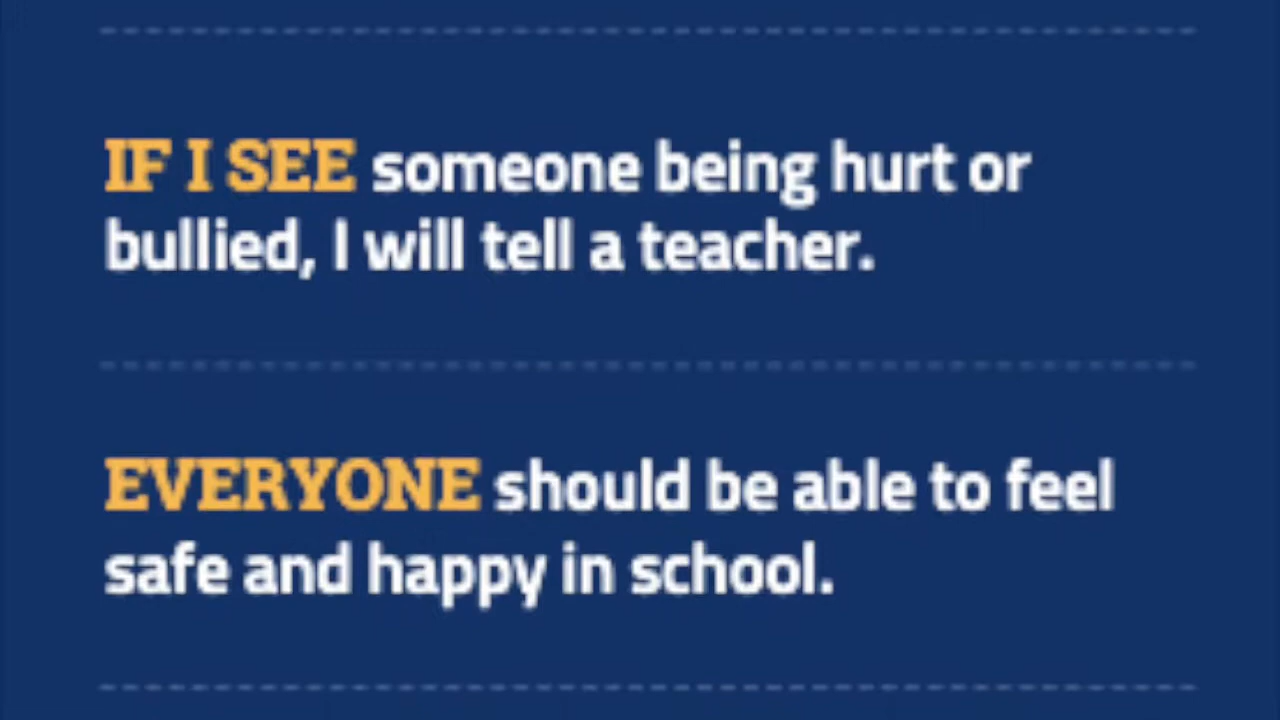 IF I SEE someone being hurt or
bullied, I will tell a teacher.
EVERYONE should be able to feel
safe and happy in school.